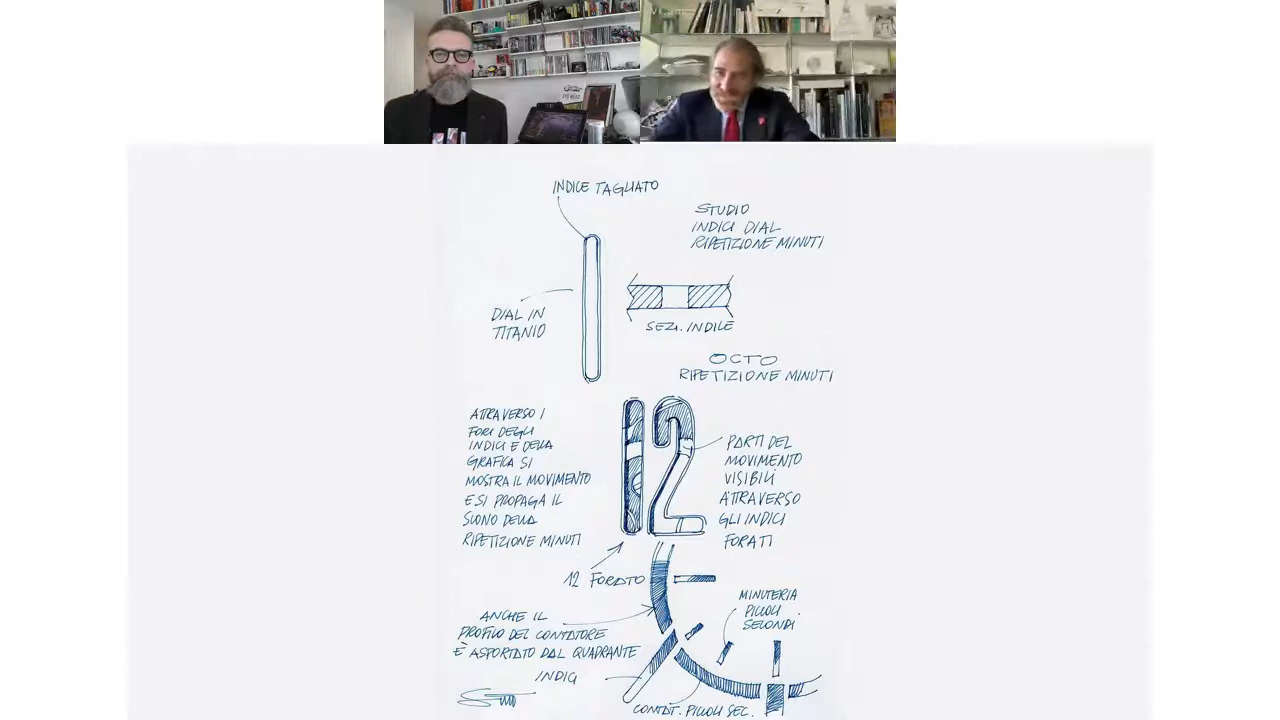 INDICE TAGLIATO
STUDIO
INDICI DIAL
RIPETIZIONE MINUTI
DIAL IN
TITANIO
SEZ. INDICE
OCTO
RIPETIZIONE MINUTI
ATTRAVERSO I
FORI DEGLI
INDICI E DELLA
GRAFICA SI
MOSTRA IL MOVIMENTO
E SI PROPAGA IL
SUONO DELLA
RIPETIZIONE MINUTI
12
PARTI DEL
MOVIMENTO
VISIBILI
ATTRAVERSO
GLI INDICI
FORATI
12 FORATO
MINUTERIA
PICCOLI
SECONDI
ANCHE IL
PROFILO DEL CONTATORE
È ASPORTATO DAL QUADRANTE
INDICI
CONTAT. PICCOLI SEC.